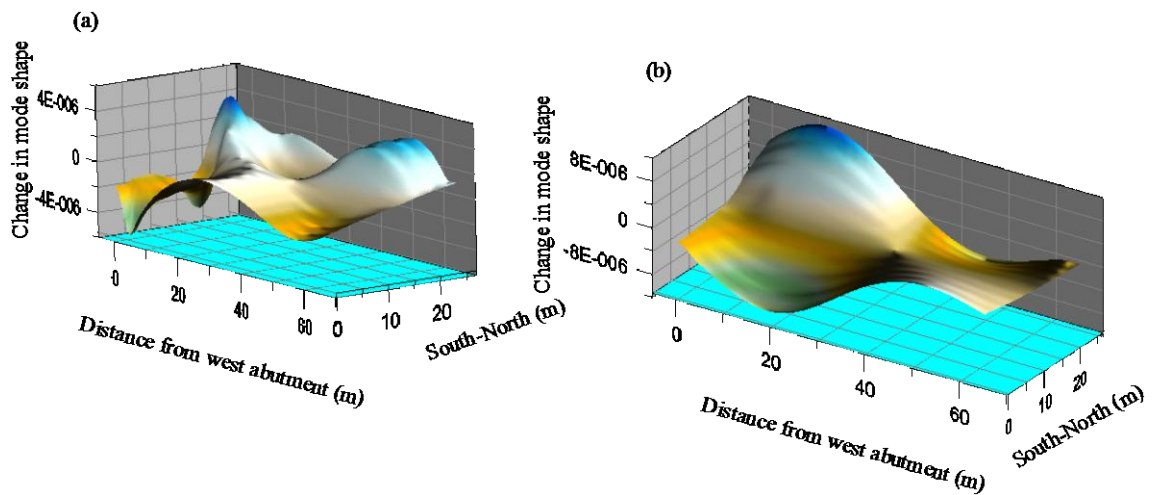 (a)
Change in mode shape
4E-006
0
-4E-006
0
20
40
60
0
10
20
Distance from west abutment (m)
South-North (m)
(b)
Change in mode shape
8E-006
0
-8E-006
0
20
40
60
0
10
20
Distance from west abutment (m)
South-North (m)